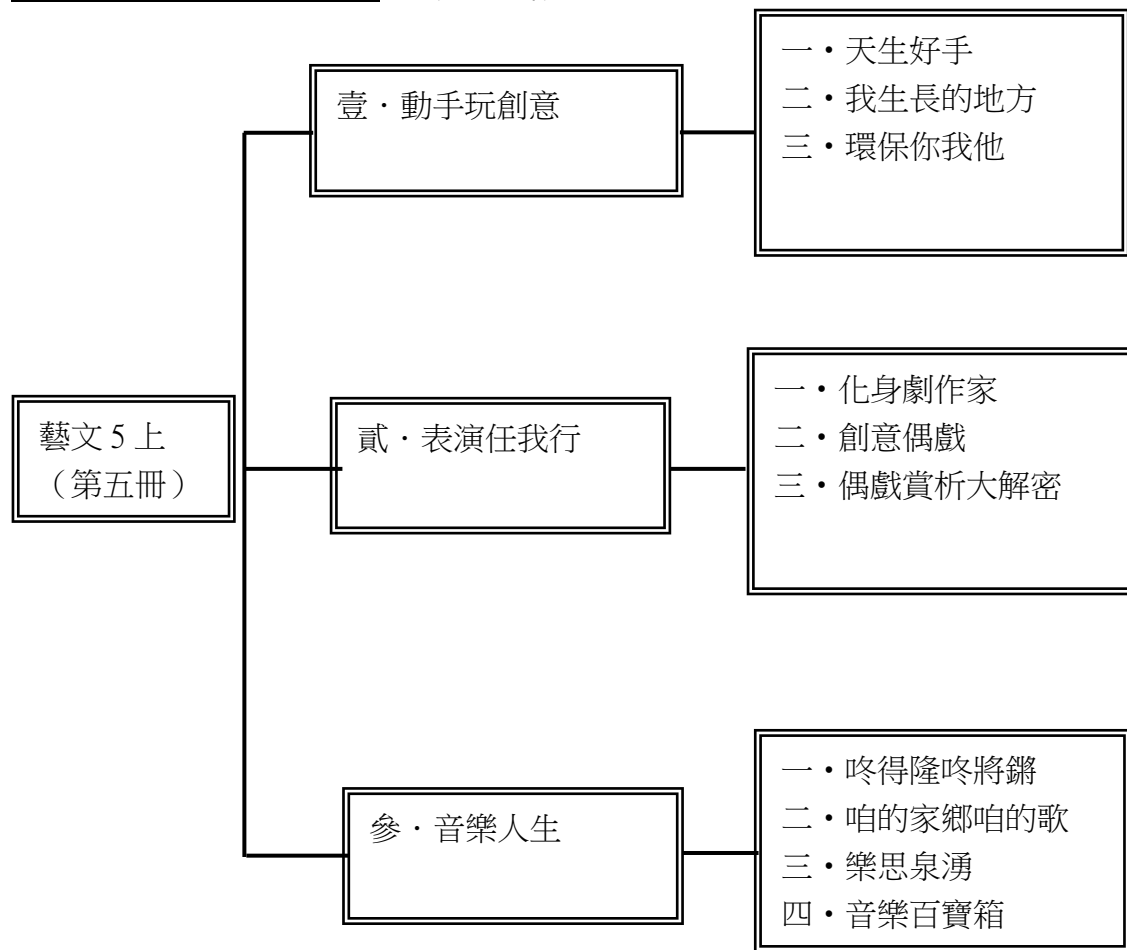 壹．動手玩創意
一・天生好手
二・我生長的地方
三・環保你我他
藝文 5 上
（第五冊）
貳．表演任我行
一・化身劇作家
二・創意偶戲
三・偶戲賞析大解密
參．音樂人生
一・咚得隆咚將鏘
二・咱的家鄉咱的歌
三・樂思泉湧
四・音樂百寶箱